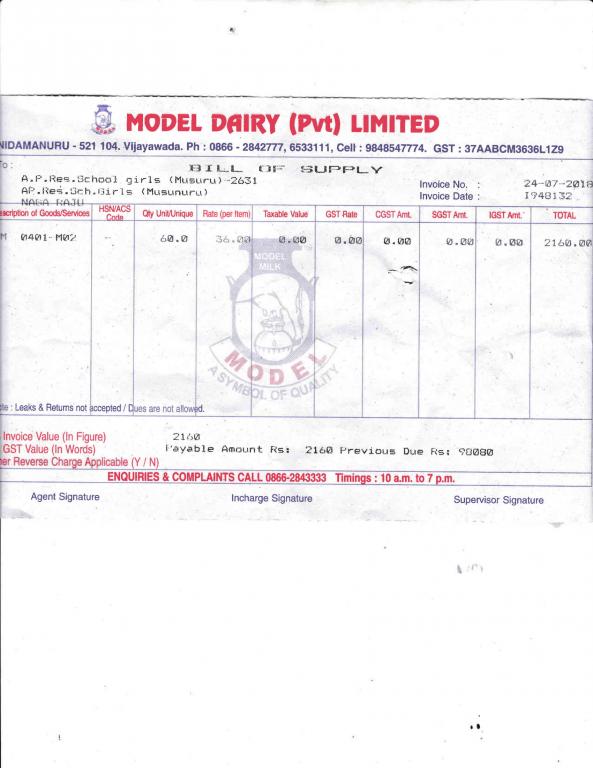 MODEL DAIRY (Pvt) LIMITED
NIDAMANURU - 521 104. Vijayawada. Ph : 0866 - 2842777, 6533111, Cell : 9848547774. GST : 37AABCM3636L1Z9
To :
BILL OF SUPPLY
A.P.Res.School girls (Musuru)-2631
AP.Res.Sch.Girls (Musunuru)
NAGA RAJU
Invoice No. : 24-07-2018
Invoice Date : I948132
escription of Goods/Services HSN/ACS Code Qty Unit/Unique Rate (per Item) Taxable Value GST Rate CGST Amt. SGST Amt. IGST Amt. TOTAL
M 0401-M02 -- 60.0 36.00 0.00 0.00 0.00 0.00 0.00 2160.00
MODEL
MILK
MODEL
A SYMBOL OF QUALITY
te : Leaks & Returns not accepted / Dues are not allowed.
Invoice Value (In Figure) 2160
GST Value (In Words) Payable Amount Rs: 2160 Previous Due Rs: 98080
er Reverse Charge Applicable (Y / N)
ENQUIRIES & COMPLAINTS CALL 0866-2843333 Timings : 10 a.m. to 7 p.m.
Agent Signature Incharge Signature Supervisor Signature